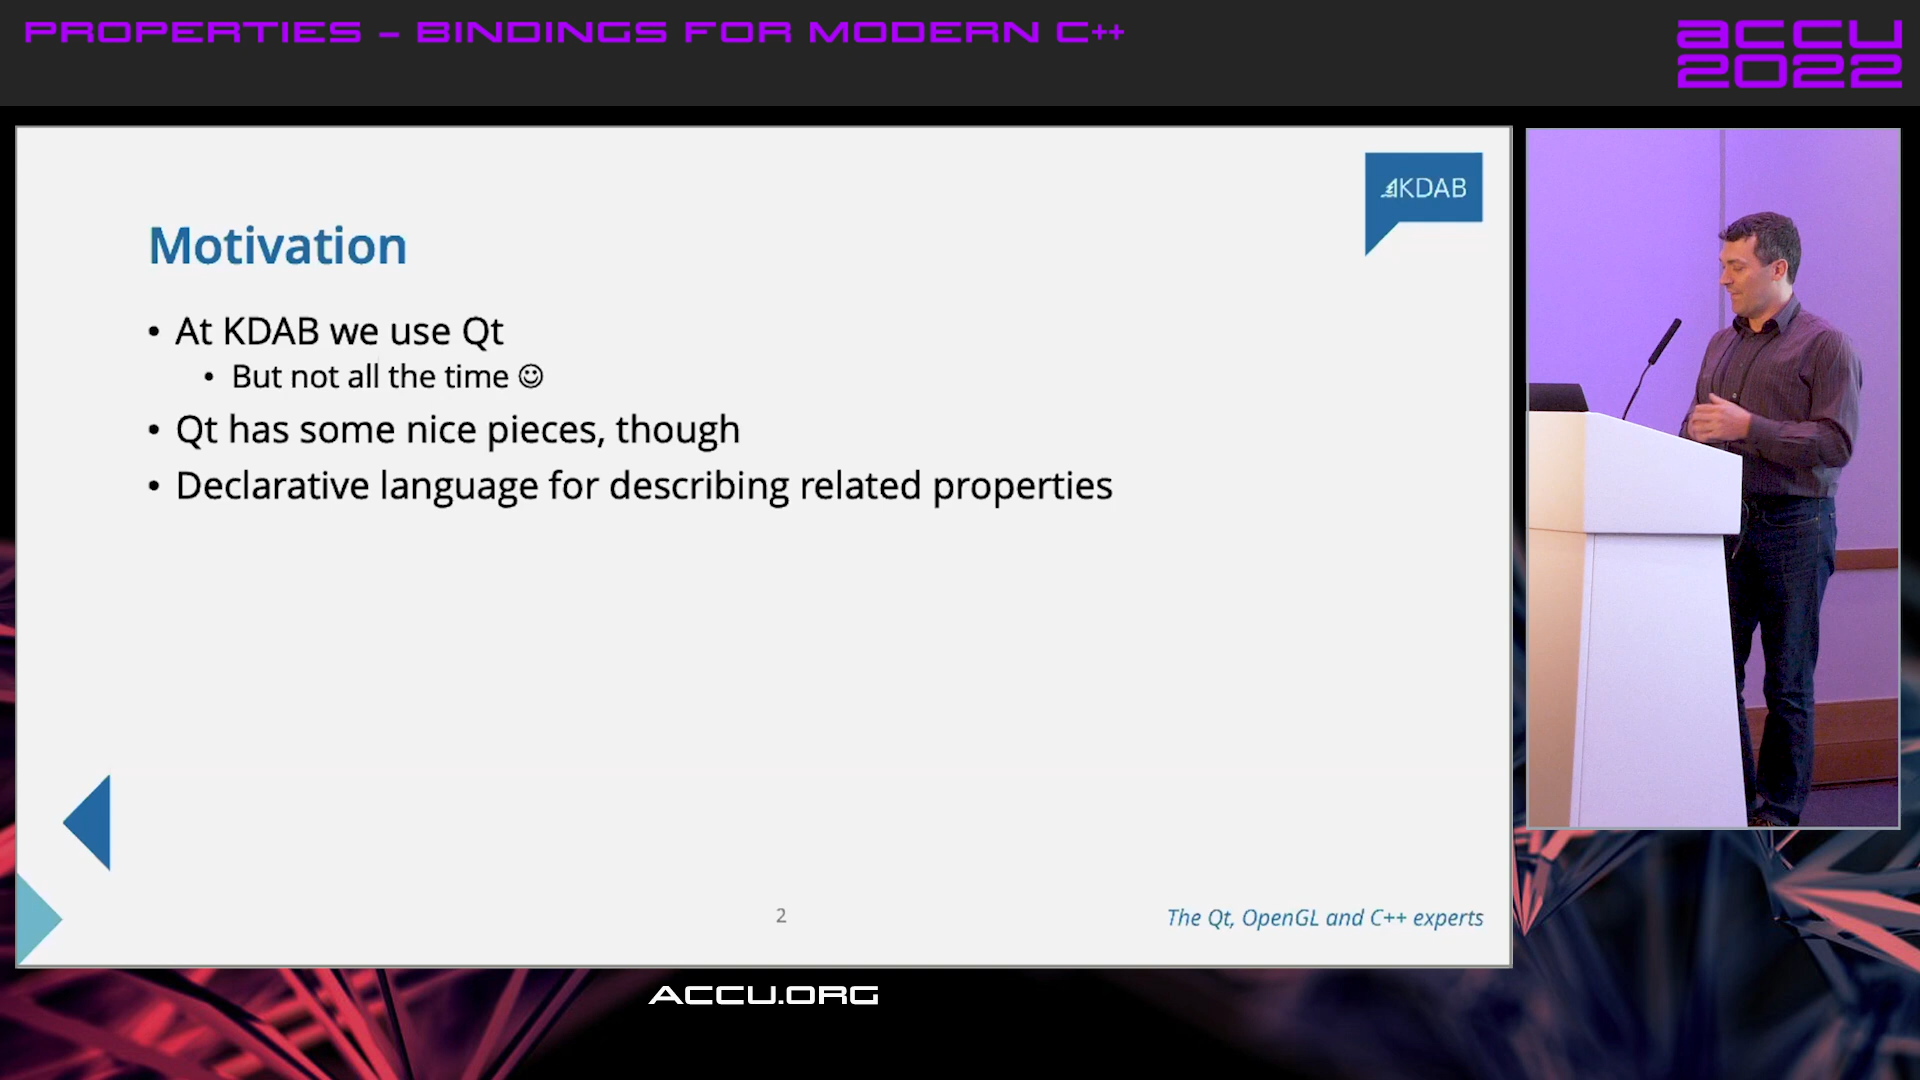 PROPERTIES - BINDINGS FOR MODERN C++
accu
2022
KDAB
Motivation
• At KDAB we use Qt
• But not all the time ☺
• Qt has some nice pieces, though
• Declarative language for describing related properties
2
The Qt, OpenGL and C++ experts
ACCU.ORG